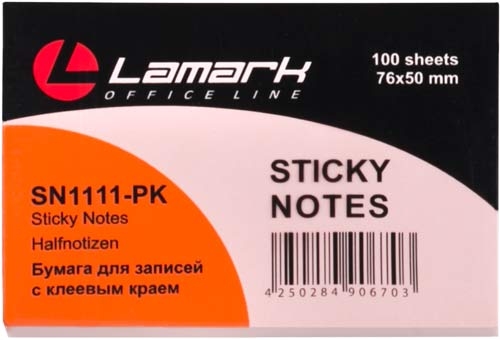 Lamark
OFFICE LINE
100 sheets
76x50 mm
SN1111-PK
Sticky Notes
Halfnotizen
Бумага для записей
с клеевым краем
STICKY
NOTES
4 250284 906703